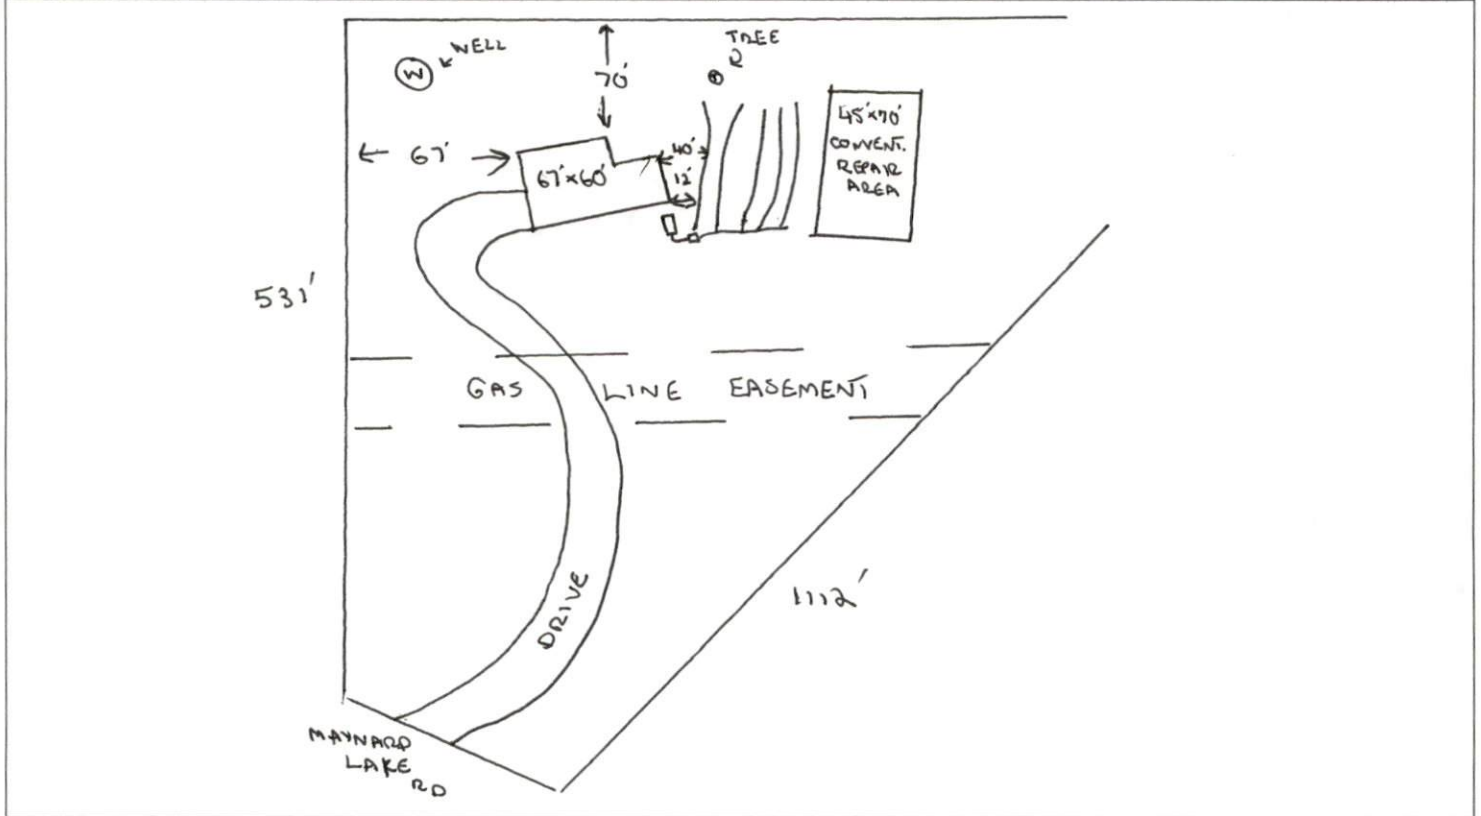 WELL
W
70'
TREE
67'
67'x60'
40'
12'
45'x70'
CONVENT.
REPAIR
AREA
531'
GAS LINE EASEMENT
DRIVE
1112'
MAYNARD
LAKE
RD